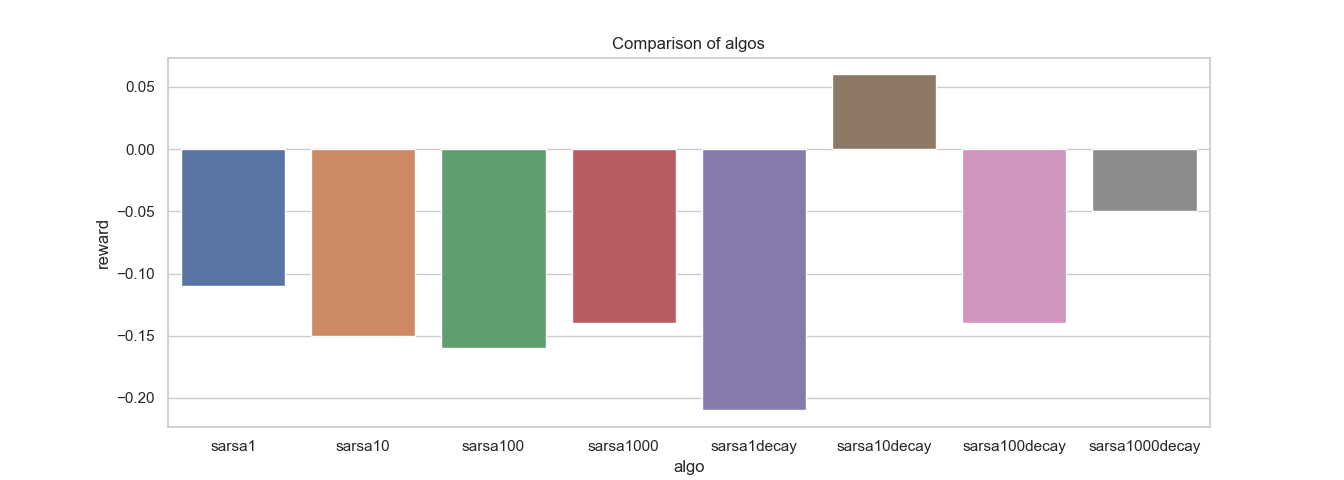 Comparison of algos
0.05
0.00
−0.05
−0.10
−0.15
−0.20
reward
sarsa1 sarsa10 sarsa100 sarsa1000 sarsa1decay sarsa10decay sarsa100decay sarsa1000decay
algo